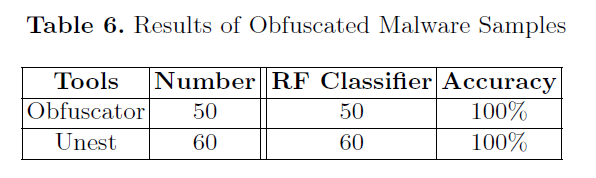 Table 6. Results of Obfuscated Malware Samples
Tools Number RF Classifier Accuracy
Obfuscator 50 50 100%
Unest 60 60 100%